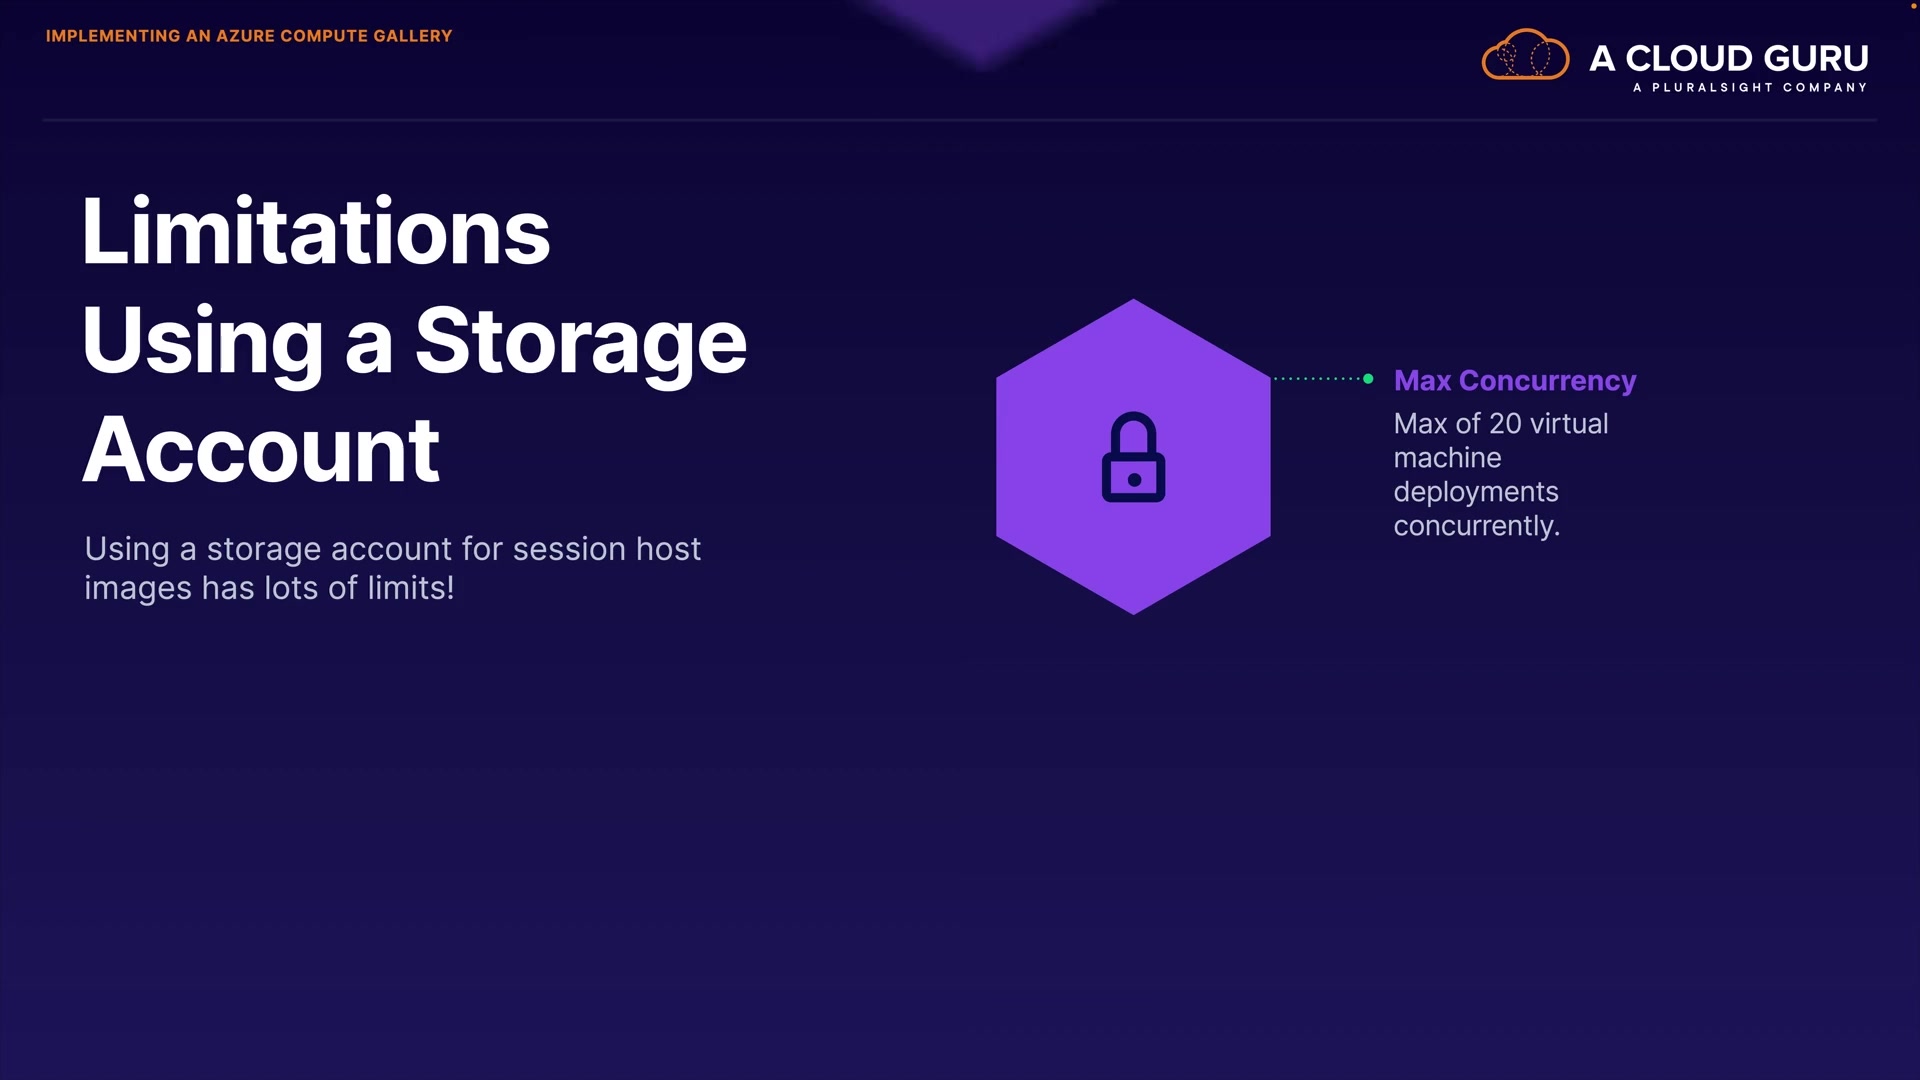 IMPLEMENTING AN AZURE COMPUTE GALLERY
A CLOUD GURU
A PLURALSIGHT COMPANY
Limitations
Using a Storage
Account
Using a storage account for session host
images has lots of limits!
Max Concurrency
Max of 20 virtual
machine
deployments
concurrently.